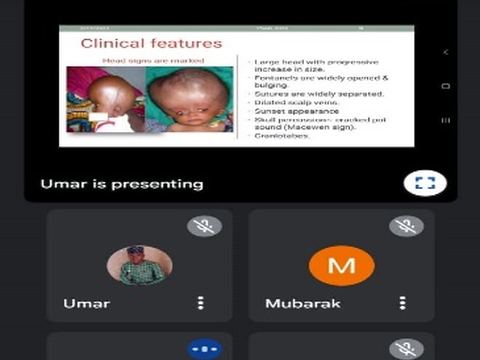 Clinical features
Head signs are marked
Large head with progressive
increase in size.
Fontanels are widely opened &
bulging.
Sutures are widely separated.
Dilated scalp veins.
Sunset appearance
Skull percussion: cracked pot
sound (Macewen sign).
Craniotabes.
Umar is presenting
Umar
M
Mubarak